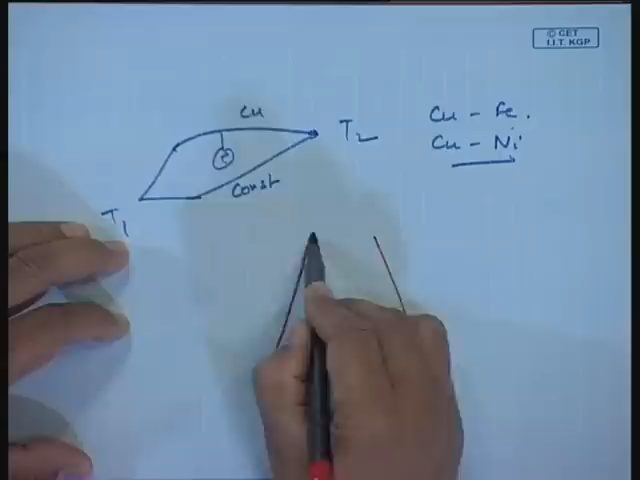 © CET
I.I.T. KGP
Cu
T2
Cu - Fe.
Cu - Ni
e
Const
T1